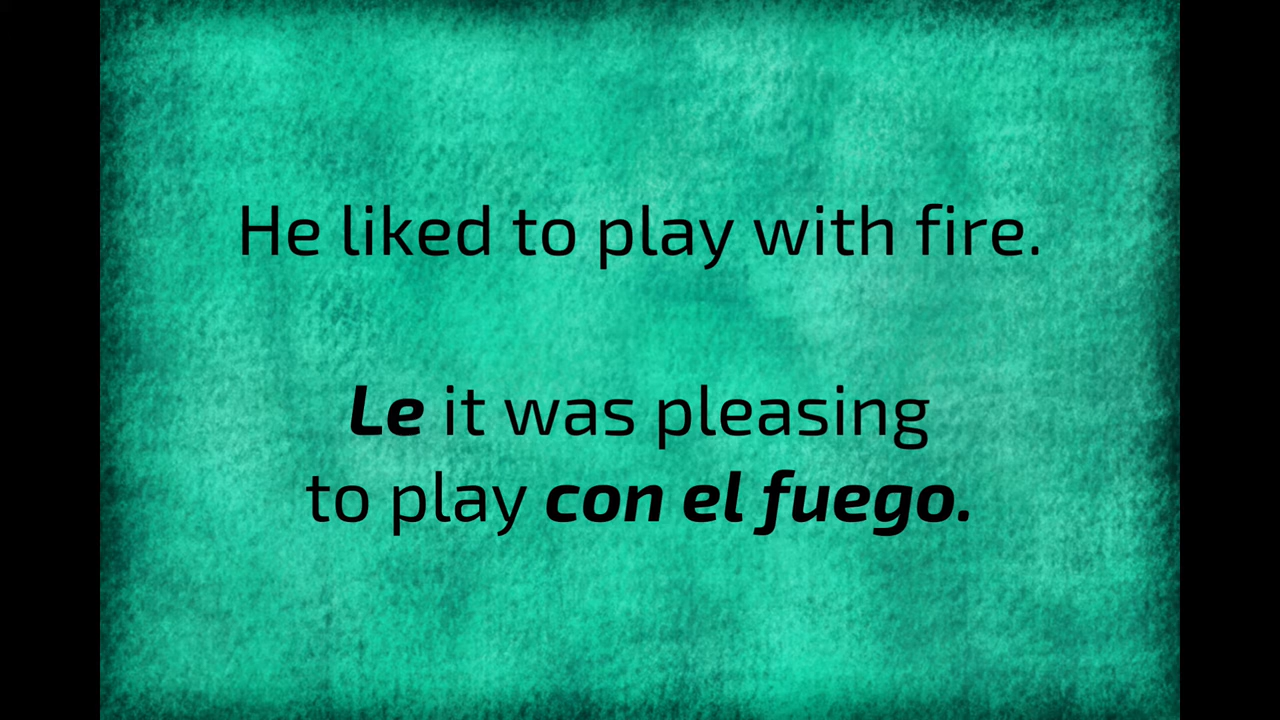 He liked to play with fire.
Le it was pleasing
to play con el fuego.